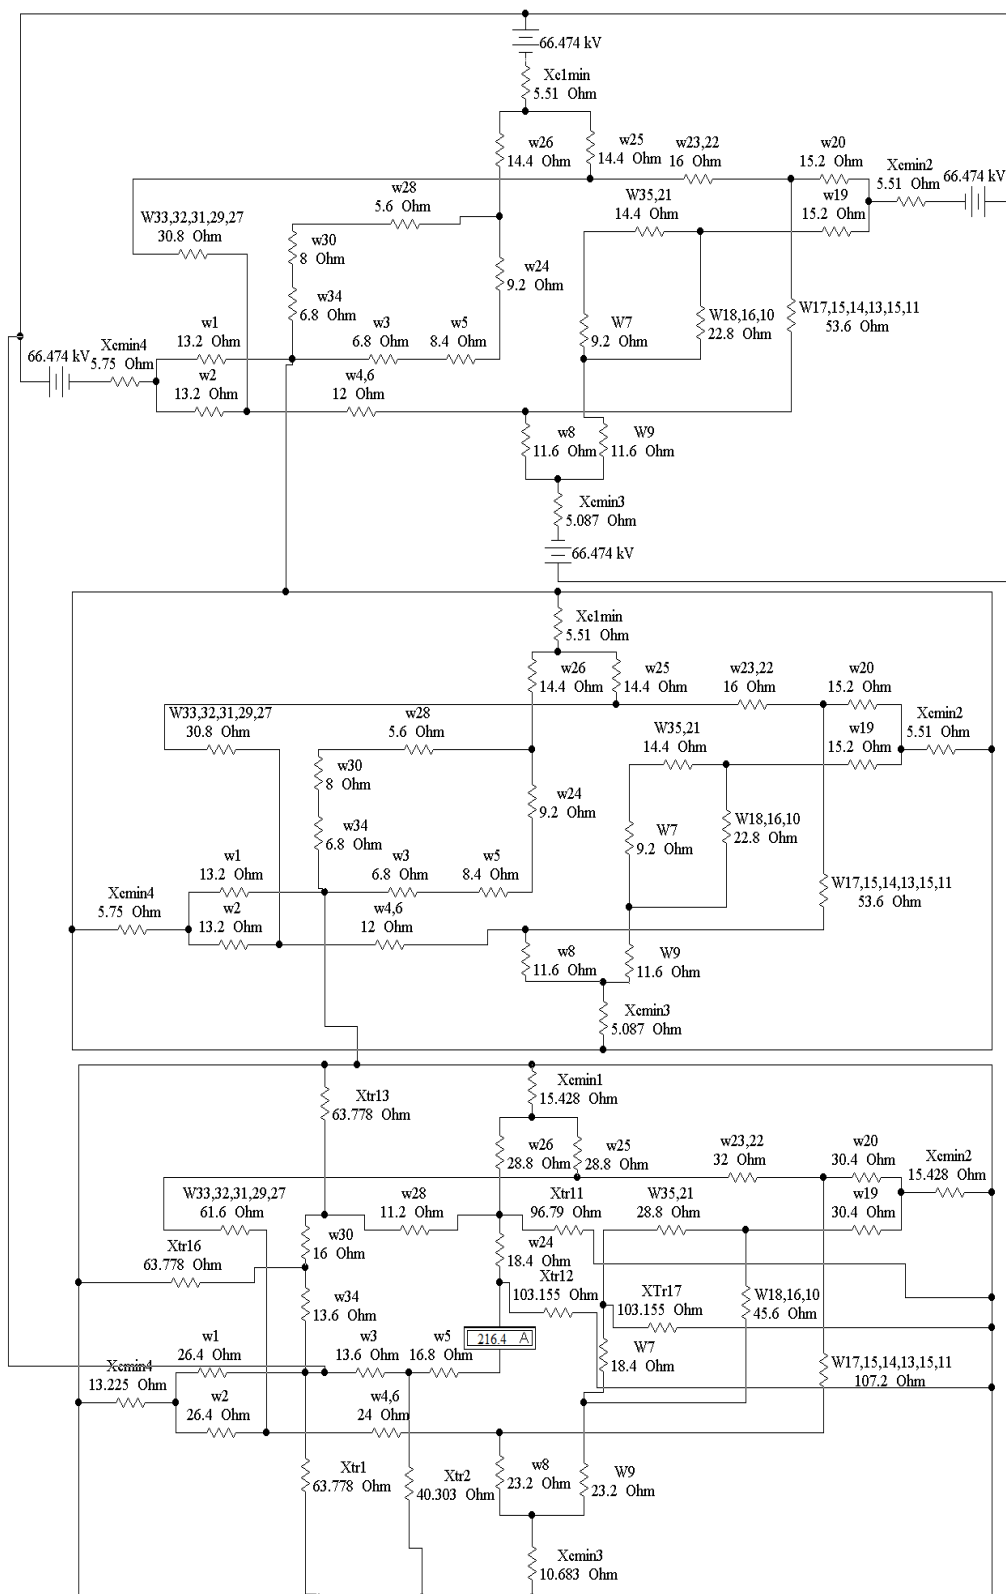 66.474 kV
Xc1min
5.51 Ohm
w26
14.4 Ohm
w25
14.4 Ohm
w23,22
16 Ohm
w20
15.2 Ohm
Xcmin2
5.51 Ohm
66.474 kV
w28
5.6 Ohm
W35,21
14.4 Ohm
w19
15.2 Ohm
W33,32,31,29,27
30.8 Ohm
w30
8 Ohm
w24
9.2 Ohm
w34
6.8 Ohm
W7
9.2 Ohm
W18,16,10
22.8 Ohm
W17,15,14,13,15,11
53.6 Ohm
w1
13.2 Ohm
w3
6.8 Ohm
w5
8.4 Ohm
66.474 kV
Xcmin4
5.75 Ohm
w2
13.2 Ohm
w4,6
12 Ohm
w8
11.6 Ohm
W9
11.6 Ohm
Xcmin3
5.087 Ohm
66.474 kV
Xc1min
5.51 Ohm
w26
14.4 Ohm
w25
14.4 Ohm
w23,22
16 Ohm
w20
15.2 Ohm
Xcmin2
5.51 Ohm
W33,32,31,29,27
30.8 Ohm
w28
5.6 Ohm
W35,21
14.4 Ohm
w19
15.2 Ohm
w30
8 Ohm
w24
9.2 Ohm
w34
6.8 Ohm
W7
9.2 Ohm
W18,16,10
22.8 Ohm
w1
13.2 Ohm
w3
6.8 Ohm
w5
8.4 Ohm
W17,15,14,13,15,11
53.6 Ohm
Xcmin4
5.75 Ohm
w2
13.2 Ohm
w4,6
12 Ohm
w8
11.6 Ohm
W9
11.6 Ohm
Xcmin3
5.087 Ohm
Xtr13
63.778 Ohm
Xcmin1
15.428 Ohm
w26
28.8 Ohm
w25
28.8 Ohm
w23,22
32 Ohm
w20
30.4 Ohm
Xcmin2
15.428 Ohm
W33,32,31,29,27
61.6 Ohm
w28
11.2 Ohm
Xtr11
96.79 Ohm
W35,21
28.8 Ohm
w19
30.4 Ohm
w30
16 Ohm
w24
18.4 Ohm
Xtr16
63.778 Ohm
Xtr12
103.155 Ohm
XTr17
103.155 Ohm
W18,16,10
45.6 Ohm
w34
13.6 Ohm
216.4 A
w1
26.4 Ohm
w3
13.6 Ohm
w5
16.8 Ohm
W7
18.4 Ohm
W17,15,14,13,15,11
107.2 Ohm
Xcmin4
13.225 Ohm
w2
26.4 Ohm
w4,6
24 Ohm
Xtr1
63.778 Ohm
Xtr2
40.303 Ohm
w8
23.2 Ohm
W9
23.2 Ohm
Xcmin3
10.683 Ohm